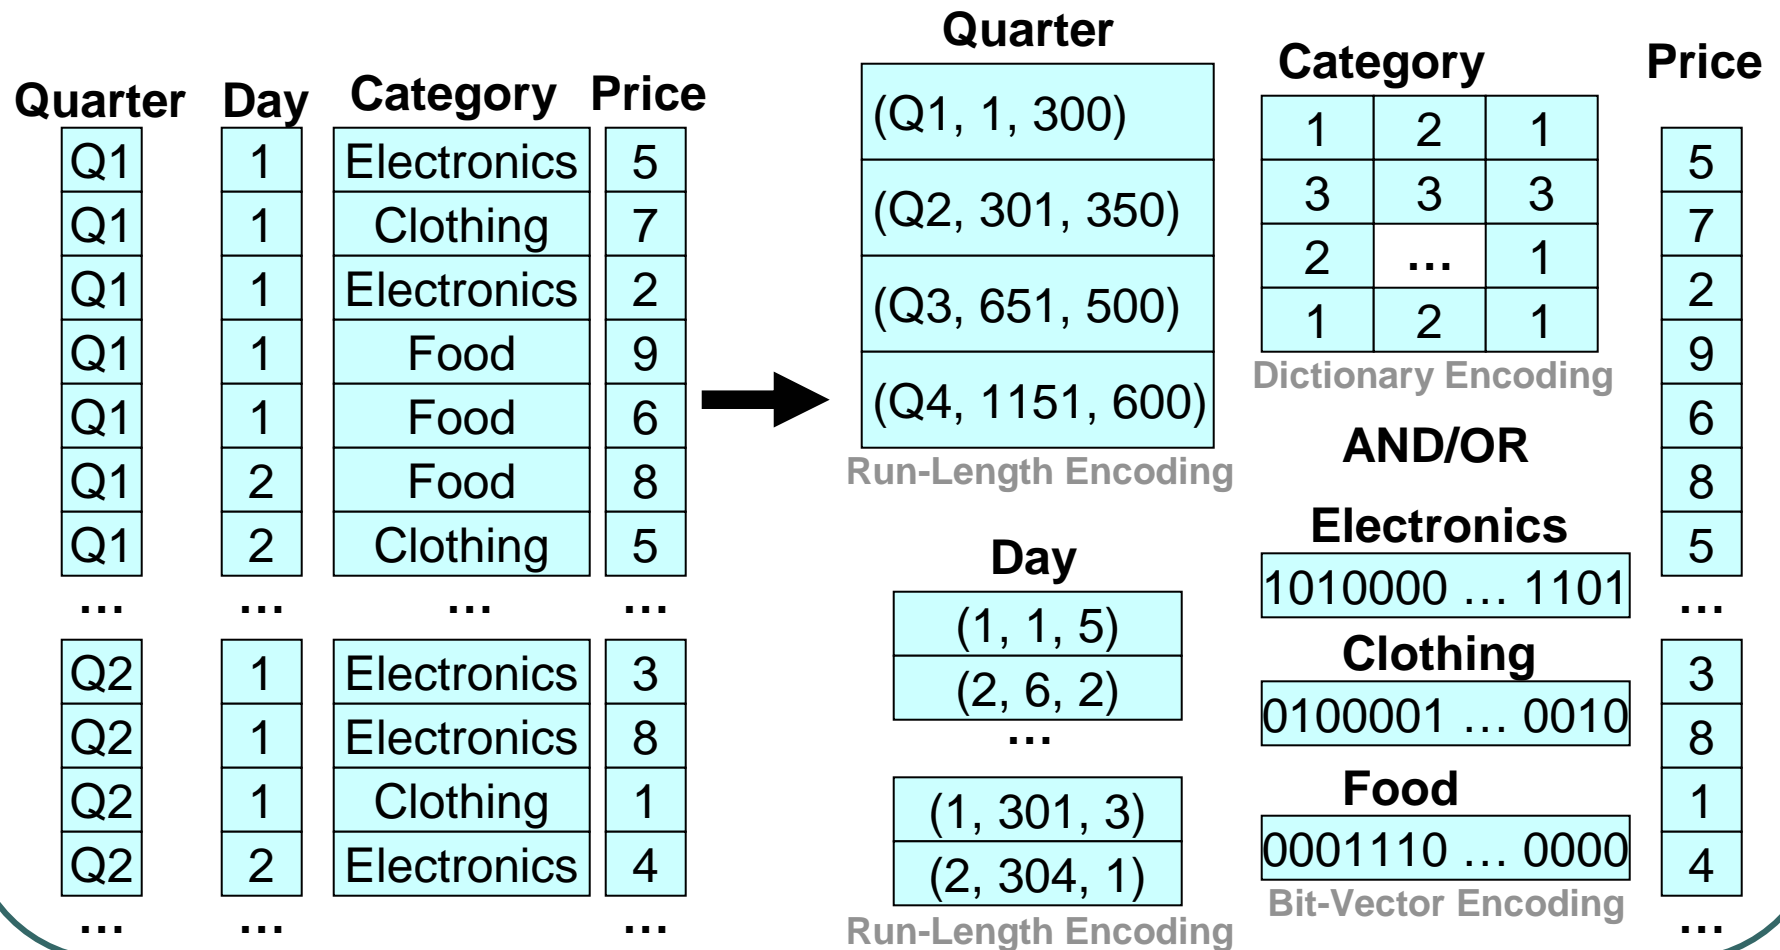 Quarter Day Category Price
Q1 1 Electronics 5
Q1 1 Clothing 7
Q1 1 Electronics 2
Q1 1 Food 9
Q1 1 Food 6
Q1 2 Food 8
Q1 2 Clothing 5
... ... ... ...
Q2 1 Electronics 3
Q2 1 Electronics 8
Q2 1 Clothing 1
Q2 2 Electronics 4
... ... ...
Quarter
(Q1, 1, 300)
(Q2, 301, 350)
(Q3, 651, 500)
(Q4, 1151, 600)
Run-Length Encoding
Day
(1, 1, 5)
(2, 6, 2)
...
(1, 301, 3)
(2, 304, 1)
Run-Length Encoding
Category
1 2 1
3 3 3
2 ... 1
1 2 1
Dictionary Encoding
AND/OR
Electronics
1010000 ... 1101
Clothing
0100001 ... 0010
Food
0001110 ... 0000
Bit-Vector Encoding
Price
5
7
2
9
6
8
5
...
3
8
1
4
...